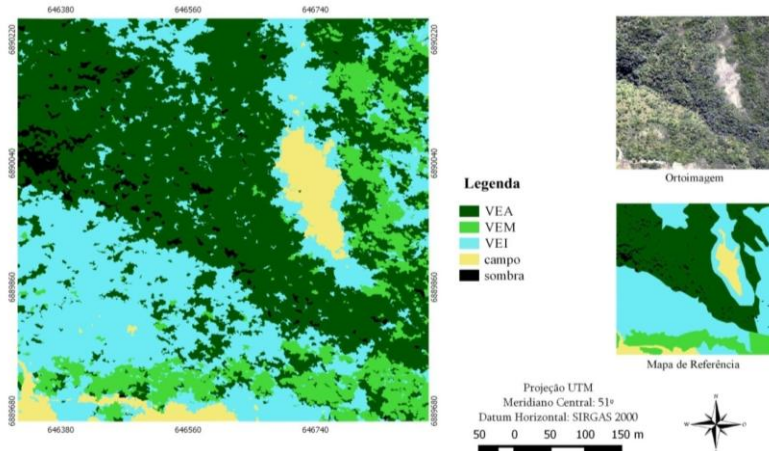 646380 646560 646740
6890220
6890040
6889860
6889680
6890220
6890040
6889860
6889680
646380 646560 646740
Legenda
VEA
VEM
VEI
campo
sombra
Ortoimagem
Mapa de Referência
Projeção UTM
Meridiano Central: 51º
Datum Horizontal: SIRGAS 2000
50 0 50 100 150 m
N
W E
S